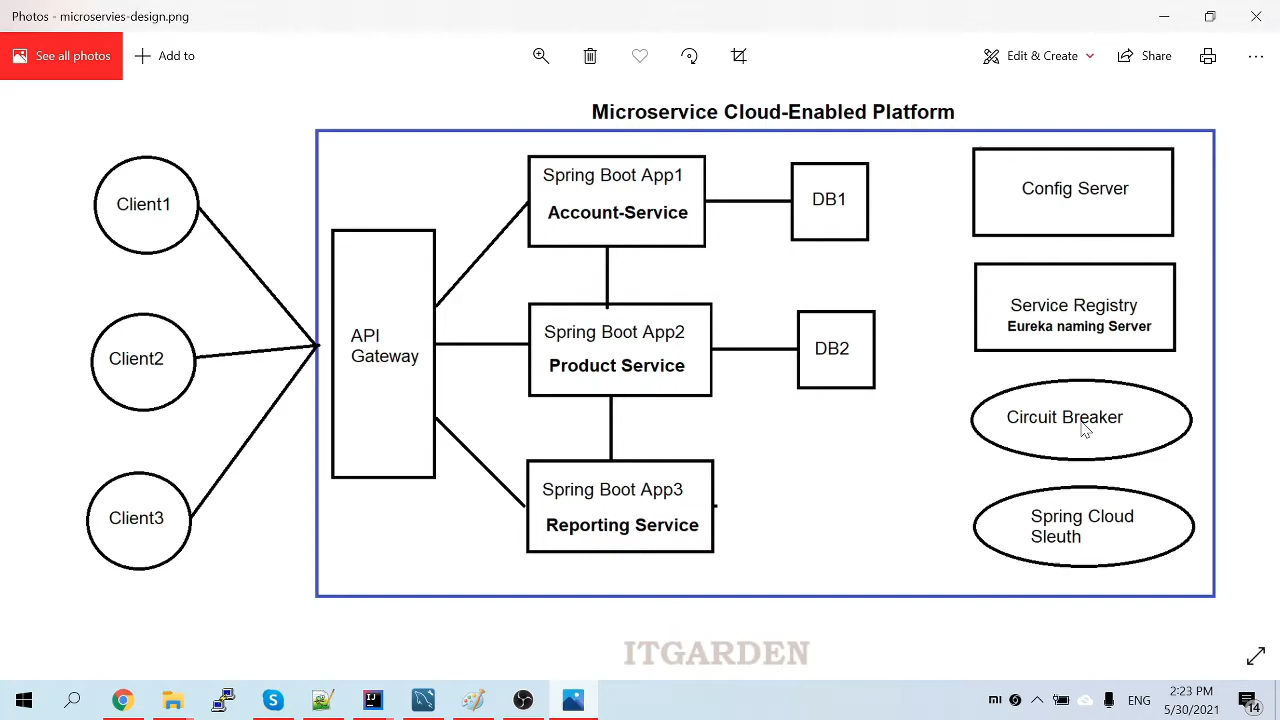 Photos - microservies-design.png
See all photos
Add to
Edit & Create
Share
Microservice Cloud-Enabled Platform
Client1
Client2
Client3
API
Gateway
Spring Boot App1
Account-Service
Spring Boot App2
Product Service
Spring Boot App3
Reporting Service
DB1
DB2
Config Server
Service Registry
Eureka naming Server
Circuit Breaker
Spring Cloud
Sleuth
ITGARDEN
ENG
2:23 PM
5/30/2021
14